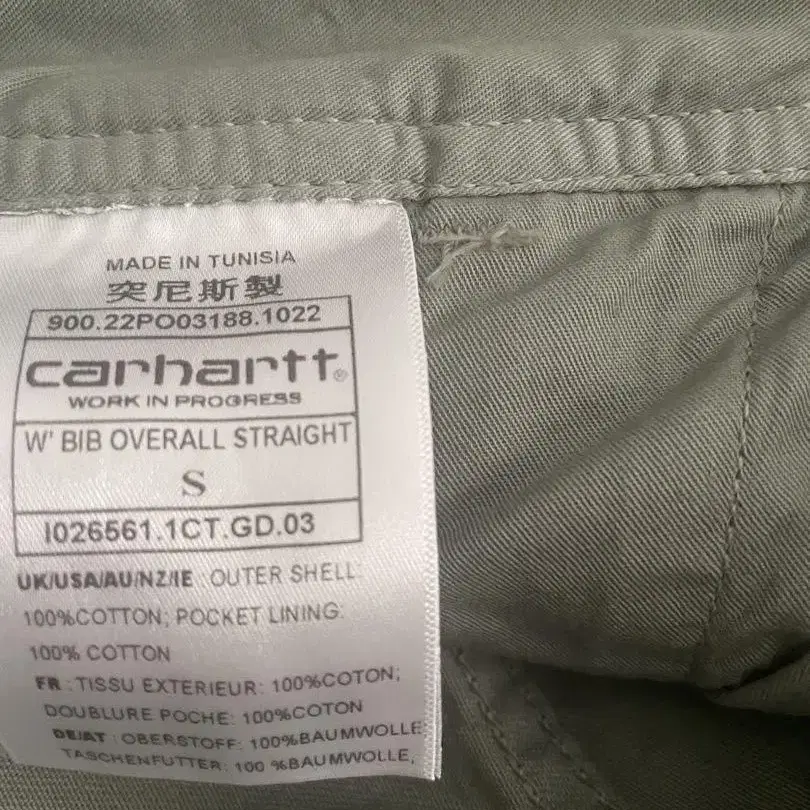 MADE IN TUNISIA
突尼斯製
900.22PO03188.1022
carhartt®
WORK IN PROGRESS
W' BIB OVERALL STRAIGHT
S
I026561.1CT.GD.03
UK/USA/AU/NZ/IE : OUTER SHELL:
100%COTTON; POCKET LINING:
100% COTTON
FR : TISSU EXTERIEUR: 100%COTON;
DOUBLURE POCHE: 100%COTON
DE/AT : OBERSTOFF: 100%BAUMWOLLE;
TASCHENFUTTER: 100 %BAUMWOLLE,